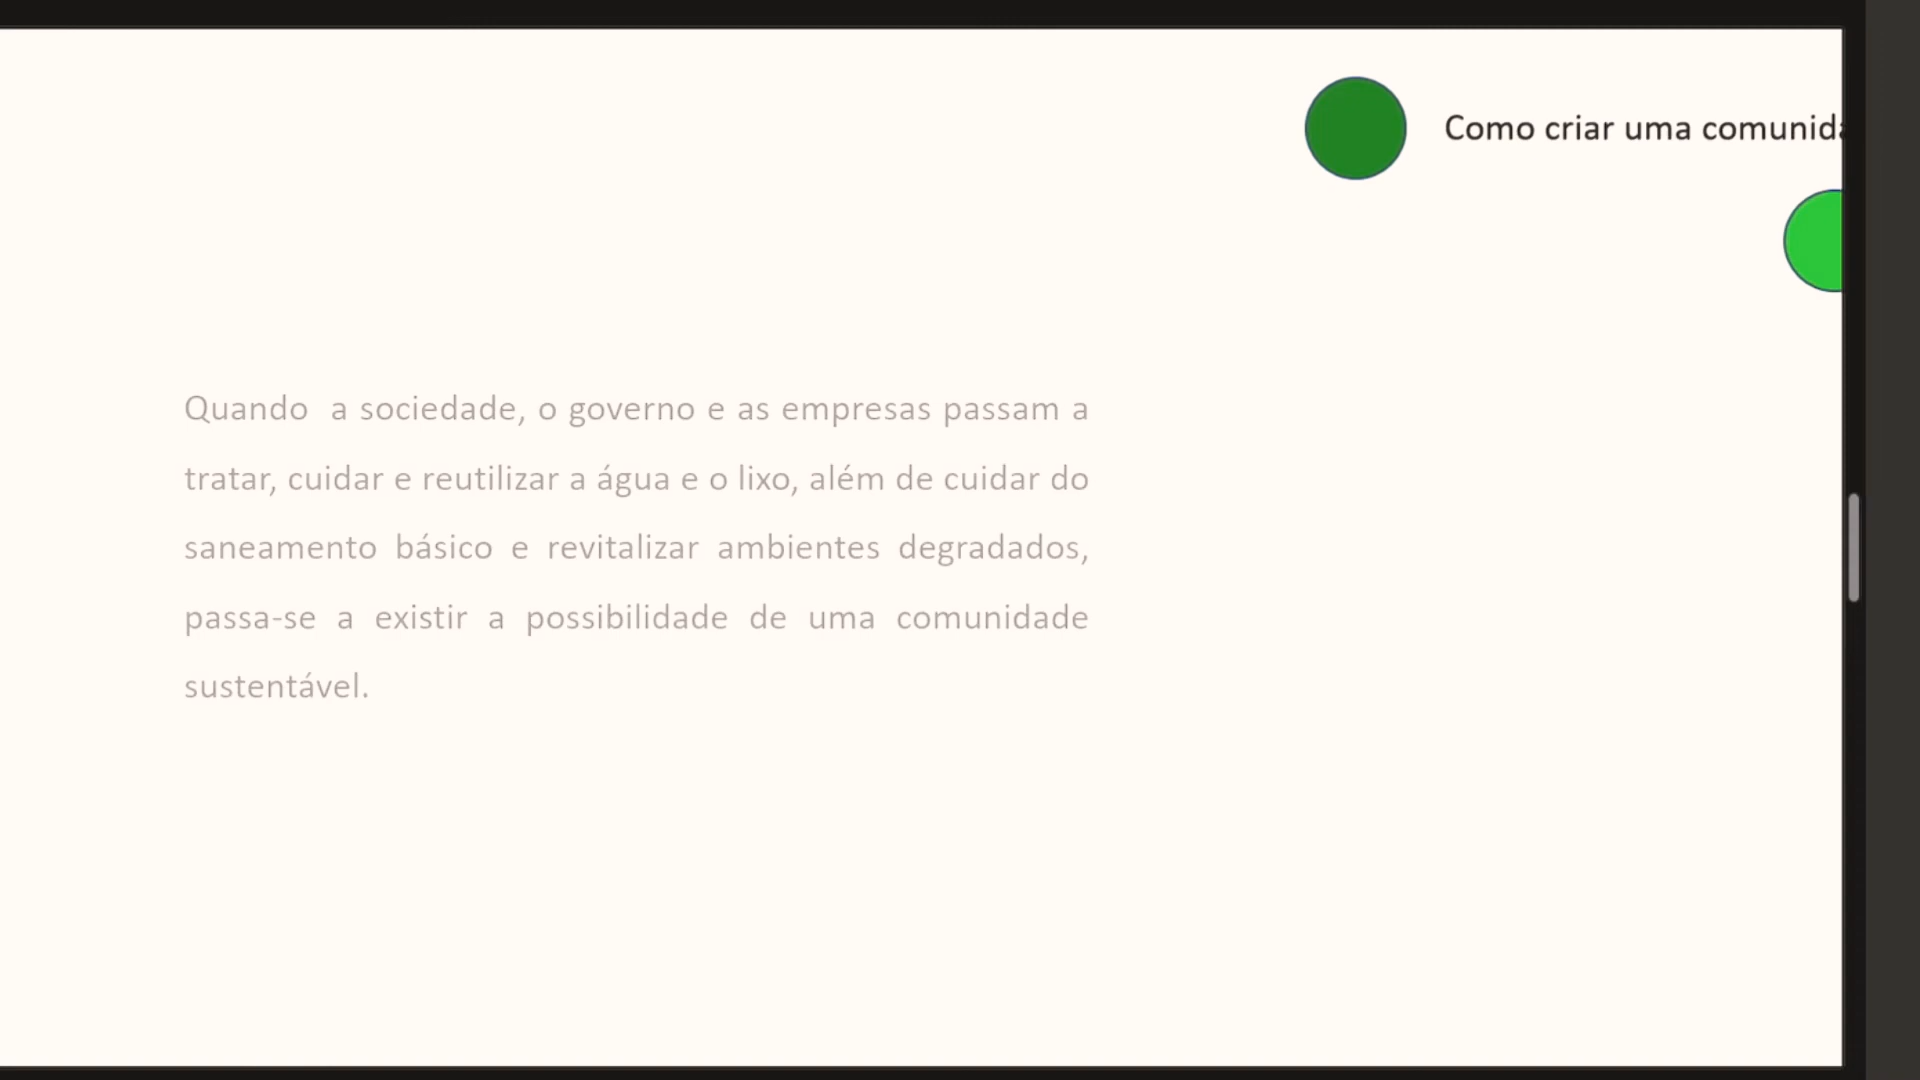 Como criar uma
Quando a sociedade, o governo e as empresas passam a
tratar, cuidar e reutilizar a água e o lixo, além de cuidar do
saneamento básico e revitalizar ambientes degradados,
passa-se a existir a possibilidade de uma comunidade
sustentável.